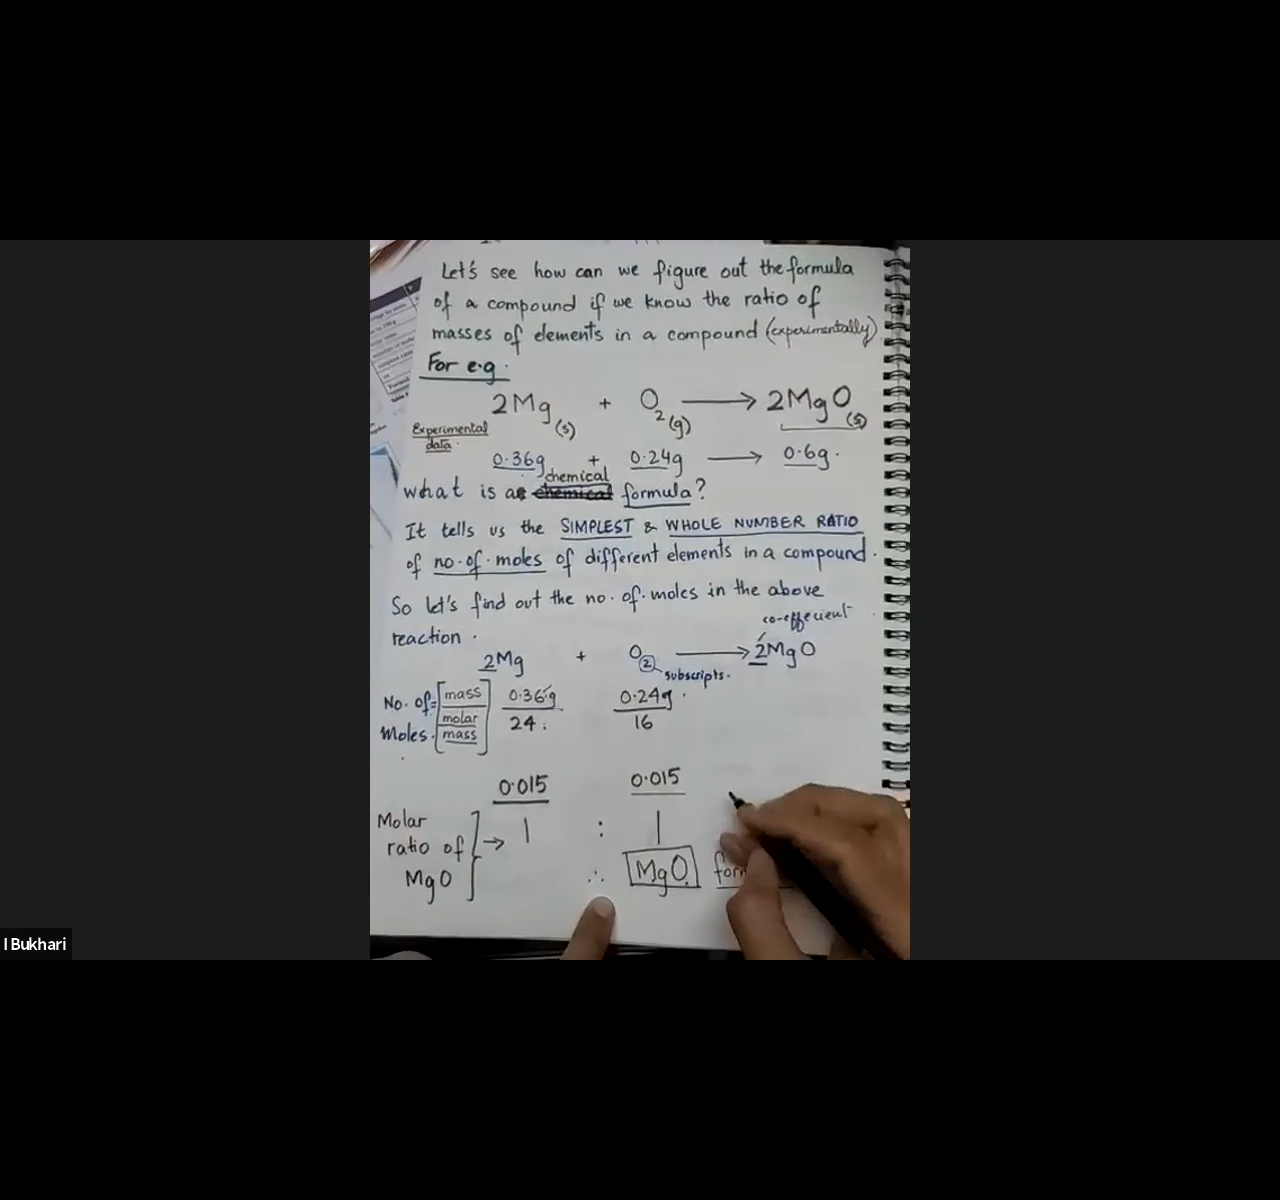 Let's see how can we figure out the formula
of a compound if we know the ratio of
masses of elements in a compound (experimentally)
For e.g.
2Mg(s) + O2(g) → 2MgO(s)
Experimental
data.
0.36g + 0.24g → 0.6g.
chemical
what is a formula?
It tells us the SIMPLEST & WHOLE NUMBER RATIO
of no. of. moles of different elements in a compound.
So let's find out the no. of. moles in the above
co-effecient
reaction.
2Mg + O2 → 2MgO
subscripts.
No. of = mass 0.36g 0.24g.
Moles. molar mass 24. 16
0.015 0.015
Molar
ratio of → 1 : 1
MgO ∴ MgO
I Bukhari